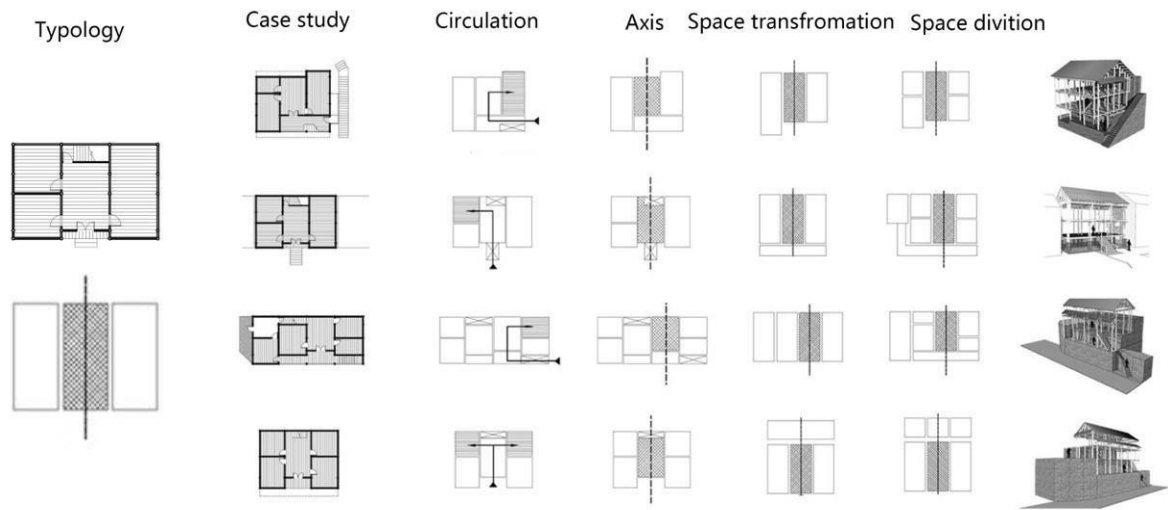 Typology
Case study
Circulation
Axis
Space transfromation
Space divition